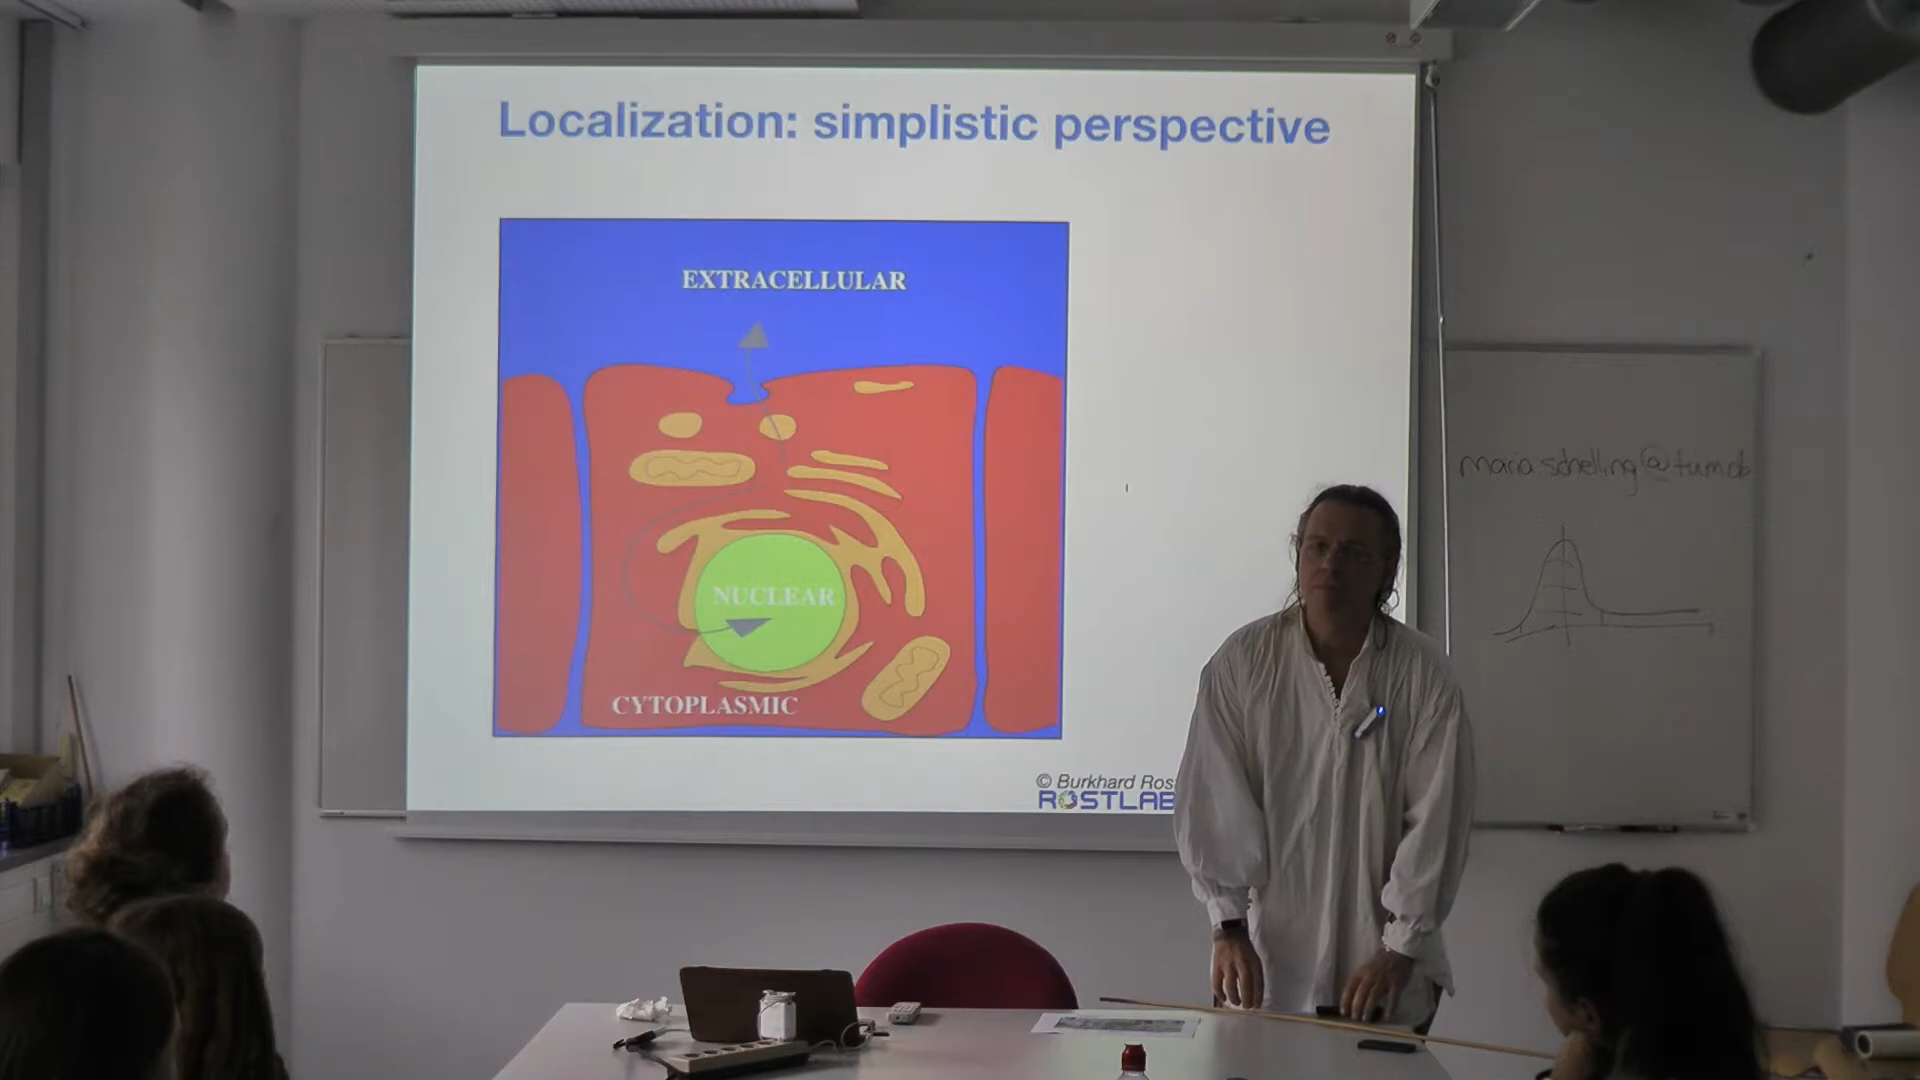 Localization: simplistic perspective
EXTRACELLULAR
NUCLEAR
CYTOPLASMIC
© Burkhard Ros
ROSTLAB
maria.schelling@tum.de